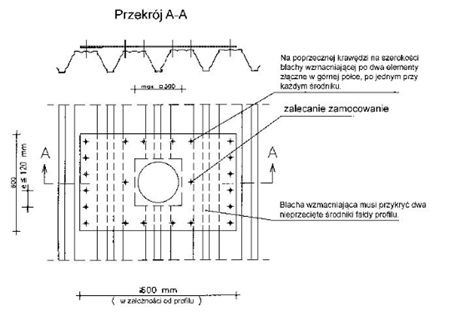 Przekrój A-A
Na poprzecznej krawędzi na szerokości
blachy wzmacniającej po dwa elementy
złączne w górnej półce, po jednym przy
każdym środniku.
max. □ 300
zalecanie zamocowanie
A
A
600
e ≤ 120 mm
Blacha wzmacniająca musi przykryć dwa
nieprzecięte środniki fałdy profilu.
≥600 mm
( w zależności od profilu )